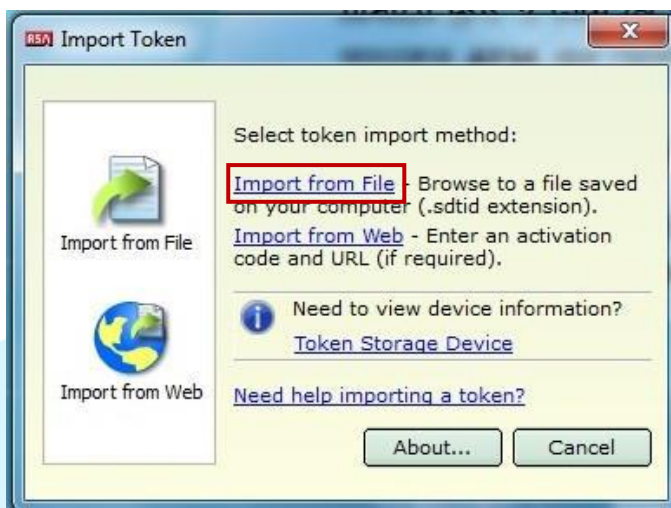 RSA Import Token
X
Select token import method:
Import from File - Browse to a file saved
on your computer (.sdtid extension).
Import from Web - Enter an activation
code and URL (if required).
Import from File
Need to view device information?
Token Storage Device
Import from Web
Need help importing a token?
About...
Cancel